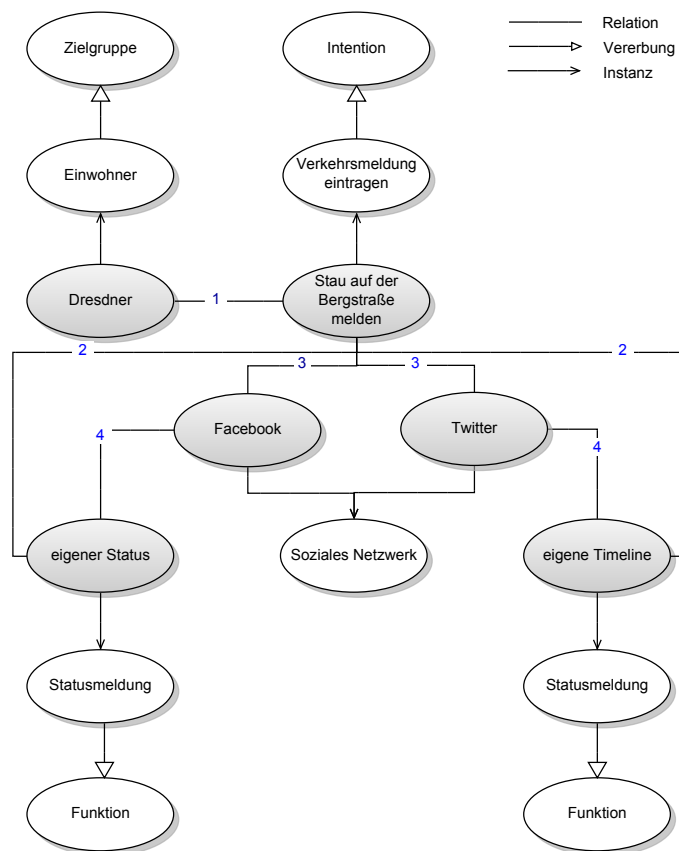 Zielgruppe
Intention
Relation
Vererbung
Instanz
Einwohner
Verkehrsmeldung
eintragen
Dresdner
1
Stau auf der
Bergstraße
melden
2
2
3
3
Facebook
Twitter
4
4
eigener Status
Soziales Netzwerk
eigene Timeline
Statusmeldung
Statusmeldung
Funktion
Funktion